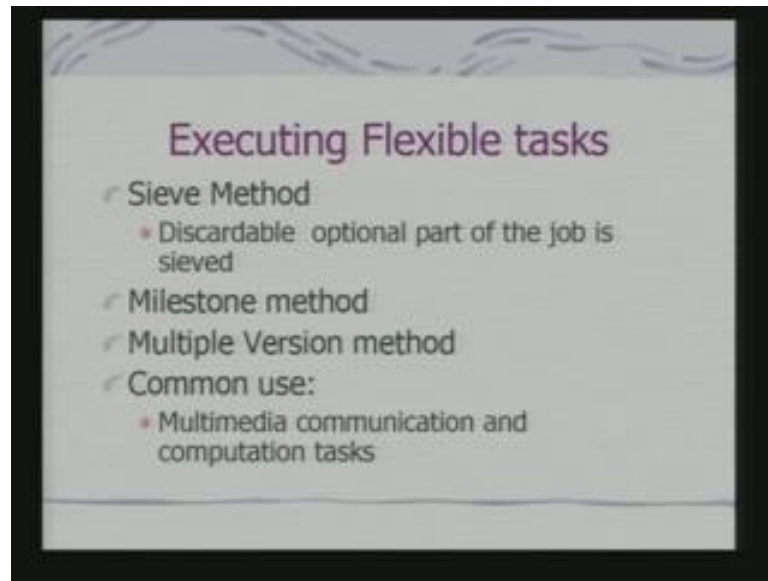 Executing Flexible tasks
Sieve Method
Discardable optional part of the job is
sieved
Milestone method
Multiple Version method
Common use:
Multimedia communication and
computation tasks